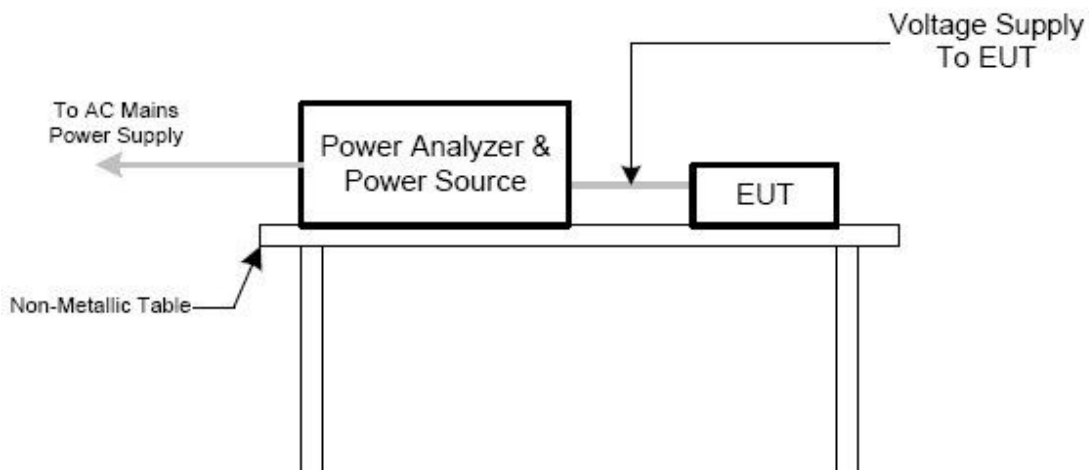 Voltage Supply
To EUT
To AC Mains
Power Supply
Power Analyzer &
Power Source
EUT
Non-Metallic Table